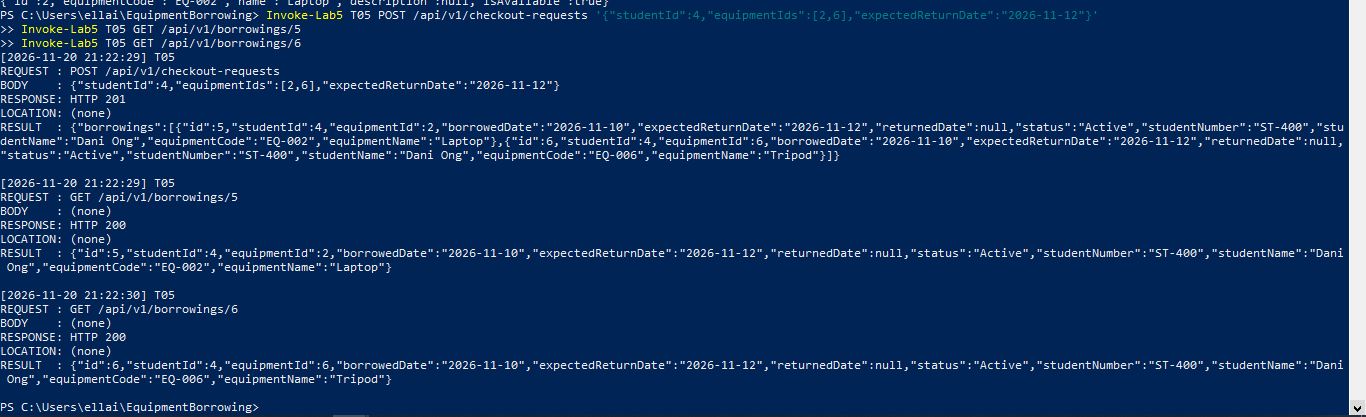 {"id":2,"equipmentCode":"EQ-002","name":"Laptop","description":null,"isAvailable":true}
PS C:\Users\ellai\EquipmentBorrowing> Invoke-Lab5 T05 POST /api/v1/checkout-requests '{"studentId":4,"equipmentIds":[2,6],"expectedReturnDate":"2026-11-12"}'
>> Invoke-Lab5 T05 GET /api/v1/borrowings/5
>> Invoke-Lab5 T05 GET /api/v1/borrowings/6
[2026-11-20 21:22:29] T05
REQUEST : POST /api/v1/checkout-requests
BODY    : {"studentId":4,"equipmentIds":[2,6],"expectedReturnDate":"2026-11-12"}
RESPONSE: HTTP 201
LOCATION: (none)
RESULT  : {"borrowings":[{"id":5,"studentId":4,"equipmentId":2,"borrowedDate":"2026-11-10","expectedReturnDate":"2026-11-12","returnedDate":null,"status":"Active","studentNumber":"ST-400","stu
dentName":"Dani Ong","equipmentCode":"EQ-002","equipmentName":"Laptop"},{"id":6,"studentId":4,"equipmentId":6,"borrowedDate":"2026-11-10","expectedReturnDate":"2026-11-12","returnedDate":null,
"status":"Active","studentNumber":"ST-400","studentName":"Dani Ong","equipmentCode":"EQ-006","equipmentName":"Tripod"}]}
[2026-11-20 21:22:29] T05
REQUEST : GET /api/v1/borrowings/5
BODY    : (none)
RESPONSE: HTTP 200
LOCATION: (none)
RESULT  : {"id":5,"studentId":4,"equipmentId":2,"borrowedDate":"2026-11-10","expectedReturnDate":"2026-11-12","returnedDate":null,"status":"Active","studentNumber":"ST-400","studentName":"Dani
 Ong","equipmentCode":"EQ-002","equipmentName":"Laptop"}
[2026-11-20 21:22:30] T05
REQUEST : GET /api/v1/borrowings/6
BODY    : (none)
RESPONSE: HTTP 200
LOCATION: (none)
RESULT  : {"id":6,"studentId":4,"equipmentId":6,"borrowedDate":"2026-11-10","expectedReturnDate":"2026-11-12","returnedDate":null,"status":"Active","studentNumber":"ST-400","studentName":"Dani
 Ong","equipmentCode":"EQ-006","equipmentName":"Tripod"}
PS C:\Users\ellai\EquipmentBorrowing>